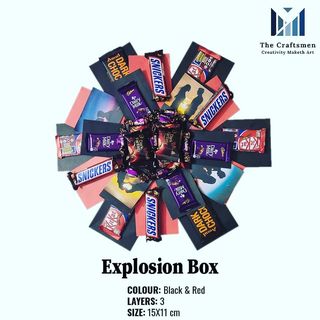 The Craftsmen
Creativity Maketh Art
DARK
CHOC
SNICKERS
SNICKERS
SNICKERS
SNICKERS
DARK
CHOC
Explosion Box
COLOUR: Black & Red
LAYERS: 3
SIZE: 15X11 cm